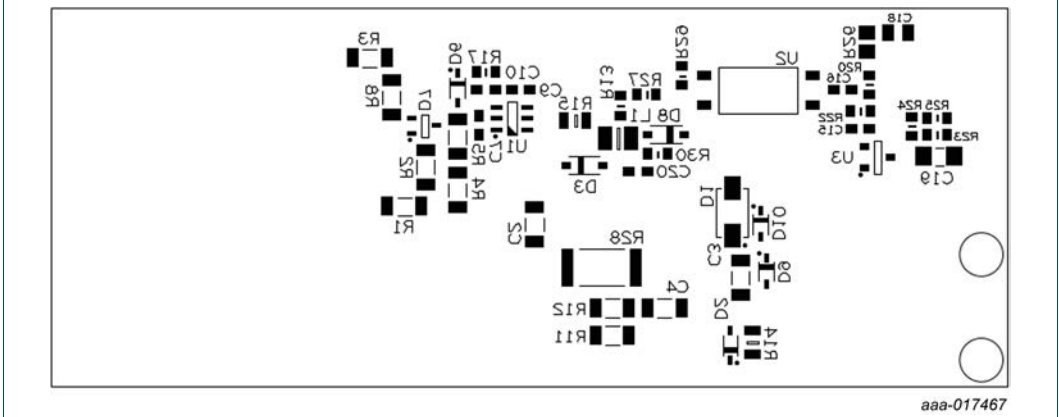 C18
R3
D6
R29
R26
R17
U2
C10
R20
C16
R27
R13
C9
R8
R15
R24
R25
D7
L1
D8
R22
R23
C15
R5
C7
U1
R30
U3
R2
C20
C19
D3
R4
D1
R1
D10
C2
R28
C3
D9
C4
D2
R12
R14
R11
aaa-017467